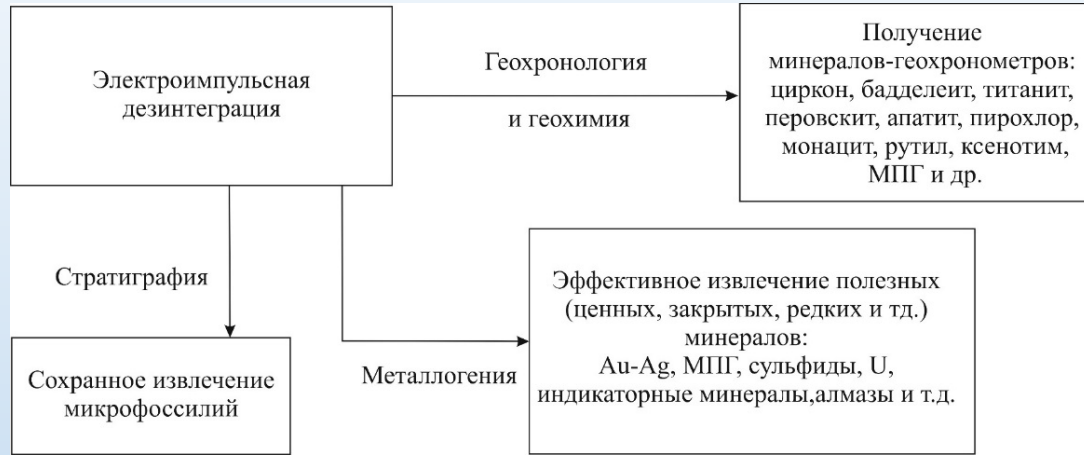 Электроимпульсная
дезинтеграция
Геохронология
и геохимия
Получение
минералов-геохронометров:
циркон, бадделеит, титанит,
перовскит, апатит, пирохлор,
монацит, рутил, ксенотим,
МПГ и др.
Стратиграфия
Сохранное извлечение
микрофоссилий
Металлогения
Эффективное извлечение полезных
(ценных, закрытых, редких и тд.)
минералов:
Au-Ag, МПГ, сульфиды, U,
индикаторные минералы,алмазы и т.д.